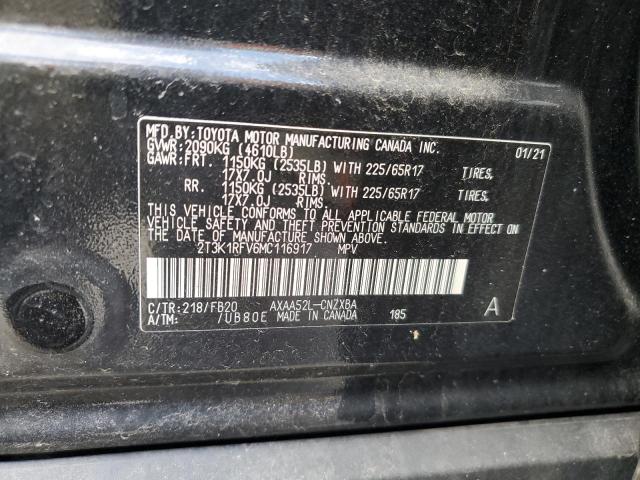 MFD.BY:TOYOTA MOTOR MANUFACTURING CANADA INC. 01/21
GVWR:2090KG (4610LB)
GAWR:FRT. 1150KG (2535LB) WITH 225/65R17 TIRES,
17X7.0J RIMS,
RR. 1150KG (2535LB) WITH 225/65R17 TIRES,
17X7.0J RIMS,
THIS VEHICLE CONFORMS TO ALL APPLICABLE FEDERAL MOTOR
VEHICLE SAFETY AND THEFT PREVENTION STANDARDS IN EFFECT ON
THE DATE OF MANUFACTURE SHOWN ABOVE.
2T3K1RFV6MC116917 MPV
C/TR:218/FB20 AXAA52L-CNZXBA
A/TM: /UB80E MADE IN CANADA 185 A